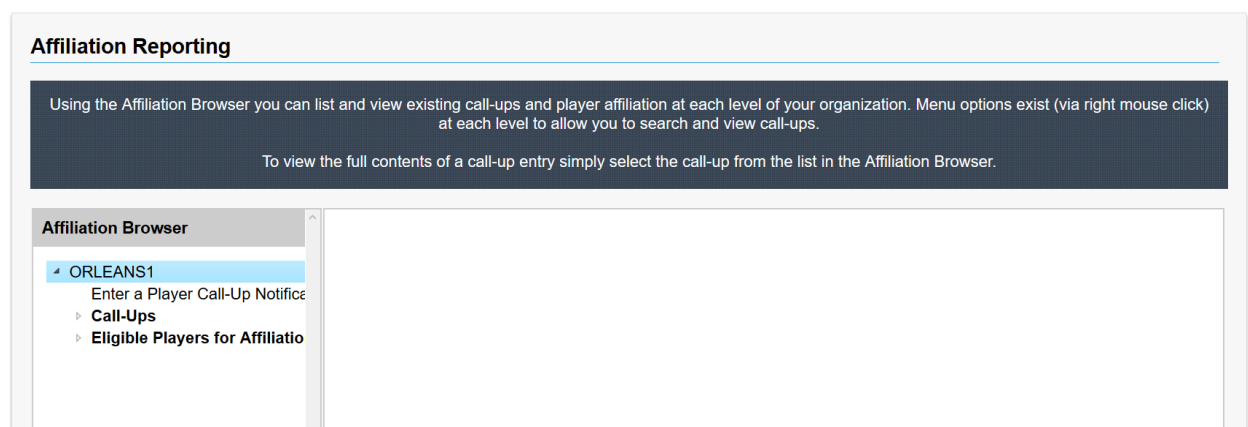 Affiliation Reporting
Using the Affiliation Browser you can list and view existing call-ups and player affiliation at each level of your organization. Menu options exist (via right mouse click)
at each level to allow you to search and view call-ups.
To view the full contents of a call-up entry simply select the call-up from the list in the Affiliation Browser.
Affiliation Browser
ORLEANS1
Enter a Player Call-Up Notifica
Call-Ups
Eligible Players for Affiliatio